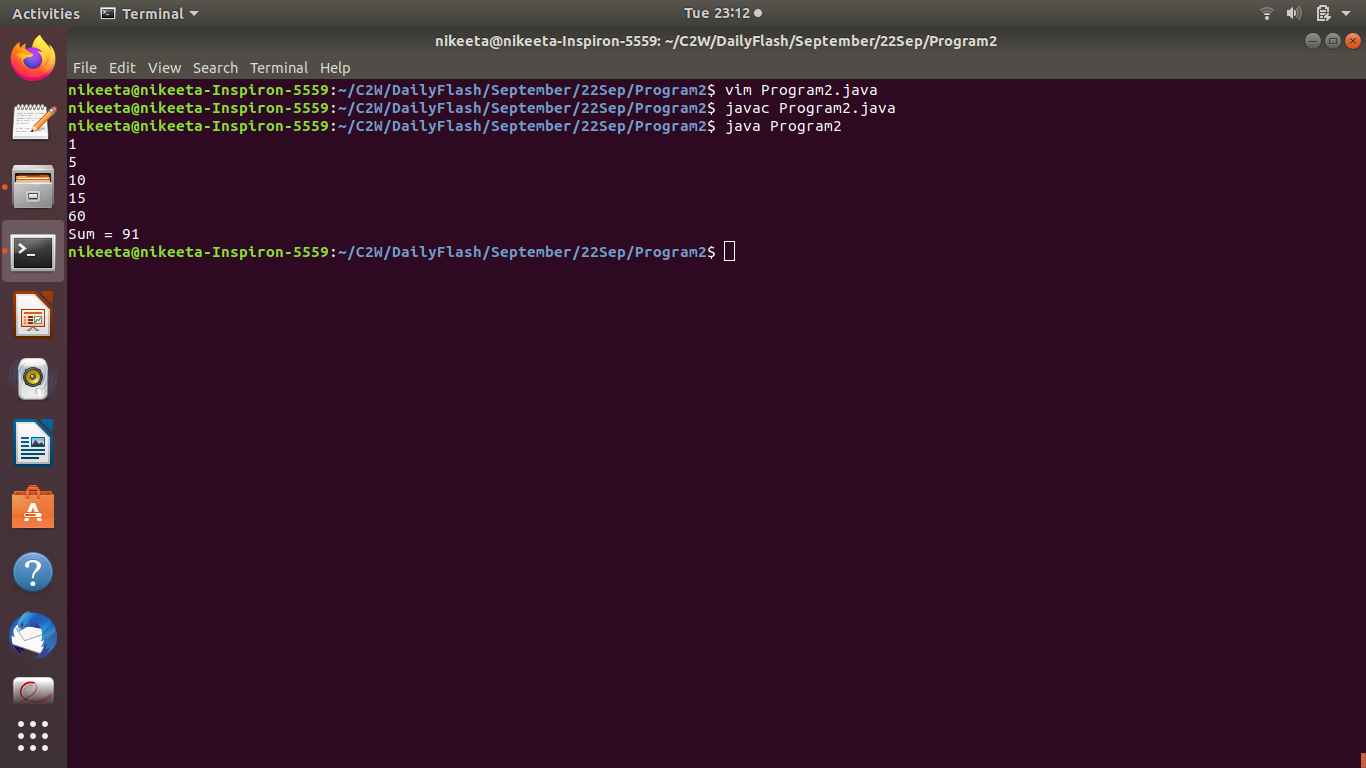 Activities Terminal Tue 23:12
nikeeta@nikeeta-Inspiron-5559: ~/C2W/DailyFlash/September/22Sep/Program2
File Edit View Search Terminal Help
nikeeta@nikeeta-Inspiron-5559:~/C2W/DailyFlash/September/22Sep/Program2$ vim Program2.java
nikeeta@nikeeta-Inspiron-5559:~/C2W/DailyFlash/September/22Sep/Program2$ javac Program2.java
nikeeta@nikeeta-Inspiron-5559:~/C2W/DailyFlash/September/22Sep/Program2$ java Program2
1
5
10
15
60
Sum = 91
nikeeta@nikeeta-Inspiron-5559:~/C2W/DailyFlash/September/22Sep/Program2$